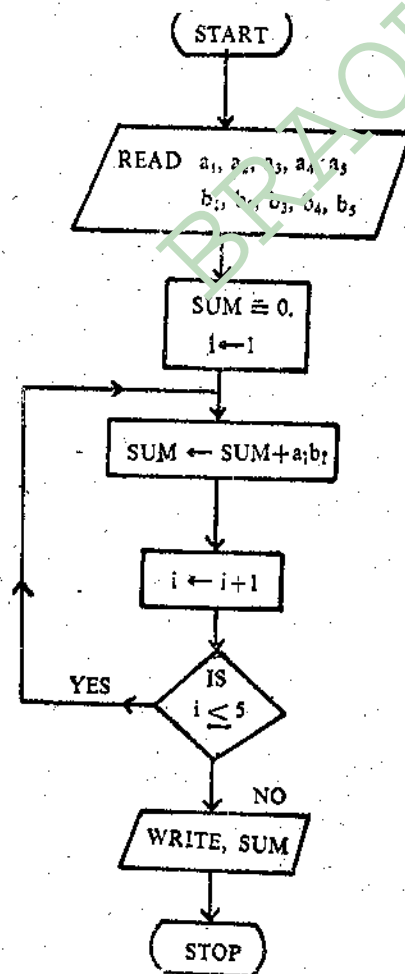 START
BRAO
READ a₁, a₂, a₃, a₄, a₅
b₁, b₂, b₃, b₄, b₅
SUM = 0.
i←1
SUM ← SUM+aᵢbᵢ
i ← i+1
IS
i ≤ 5
YES
NO
WRITE, SUM
STOP